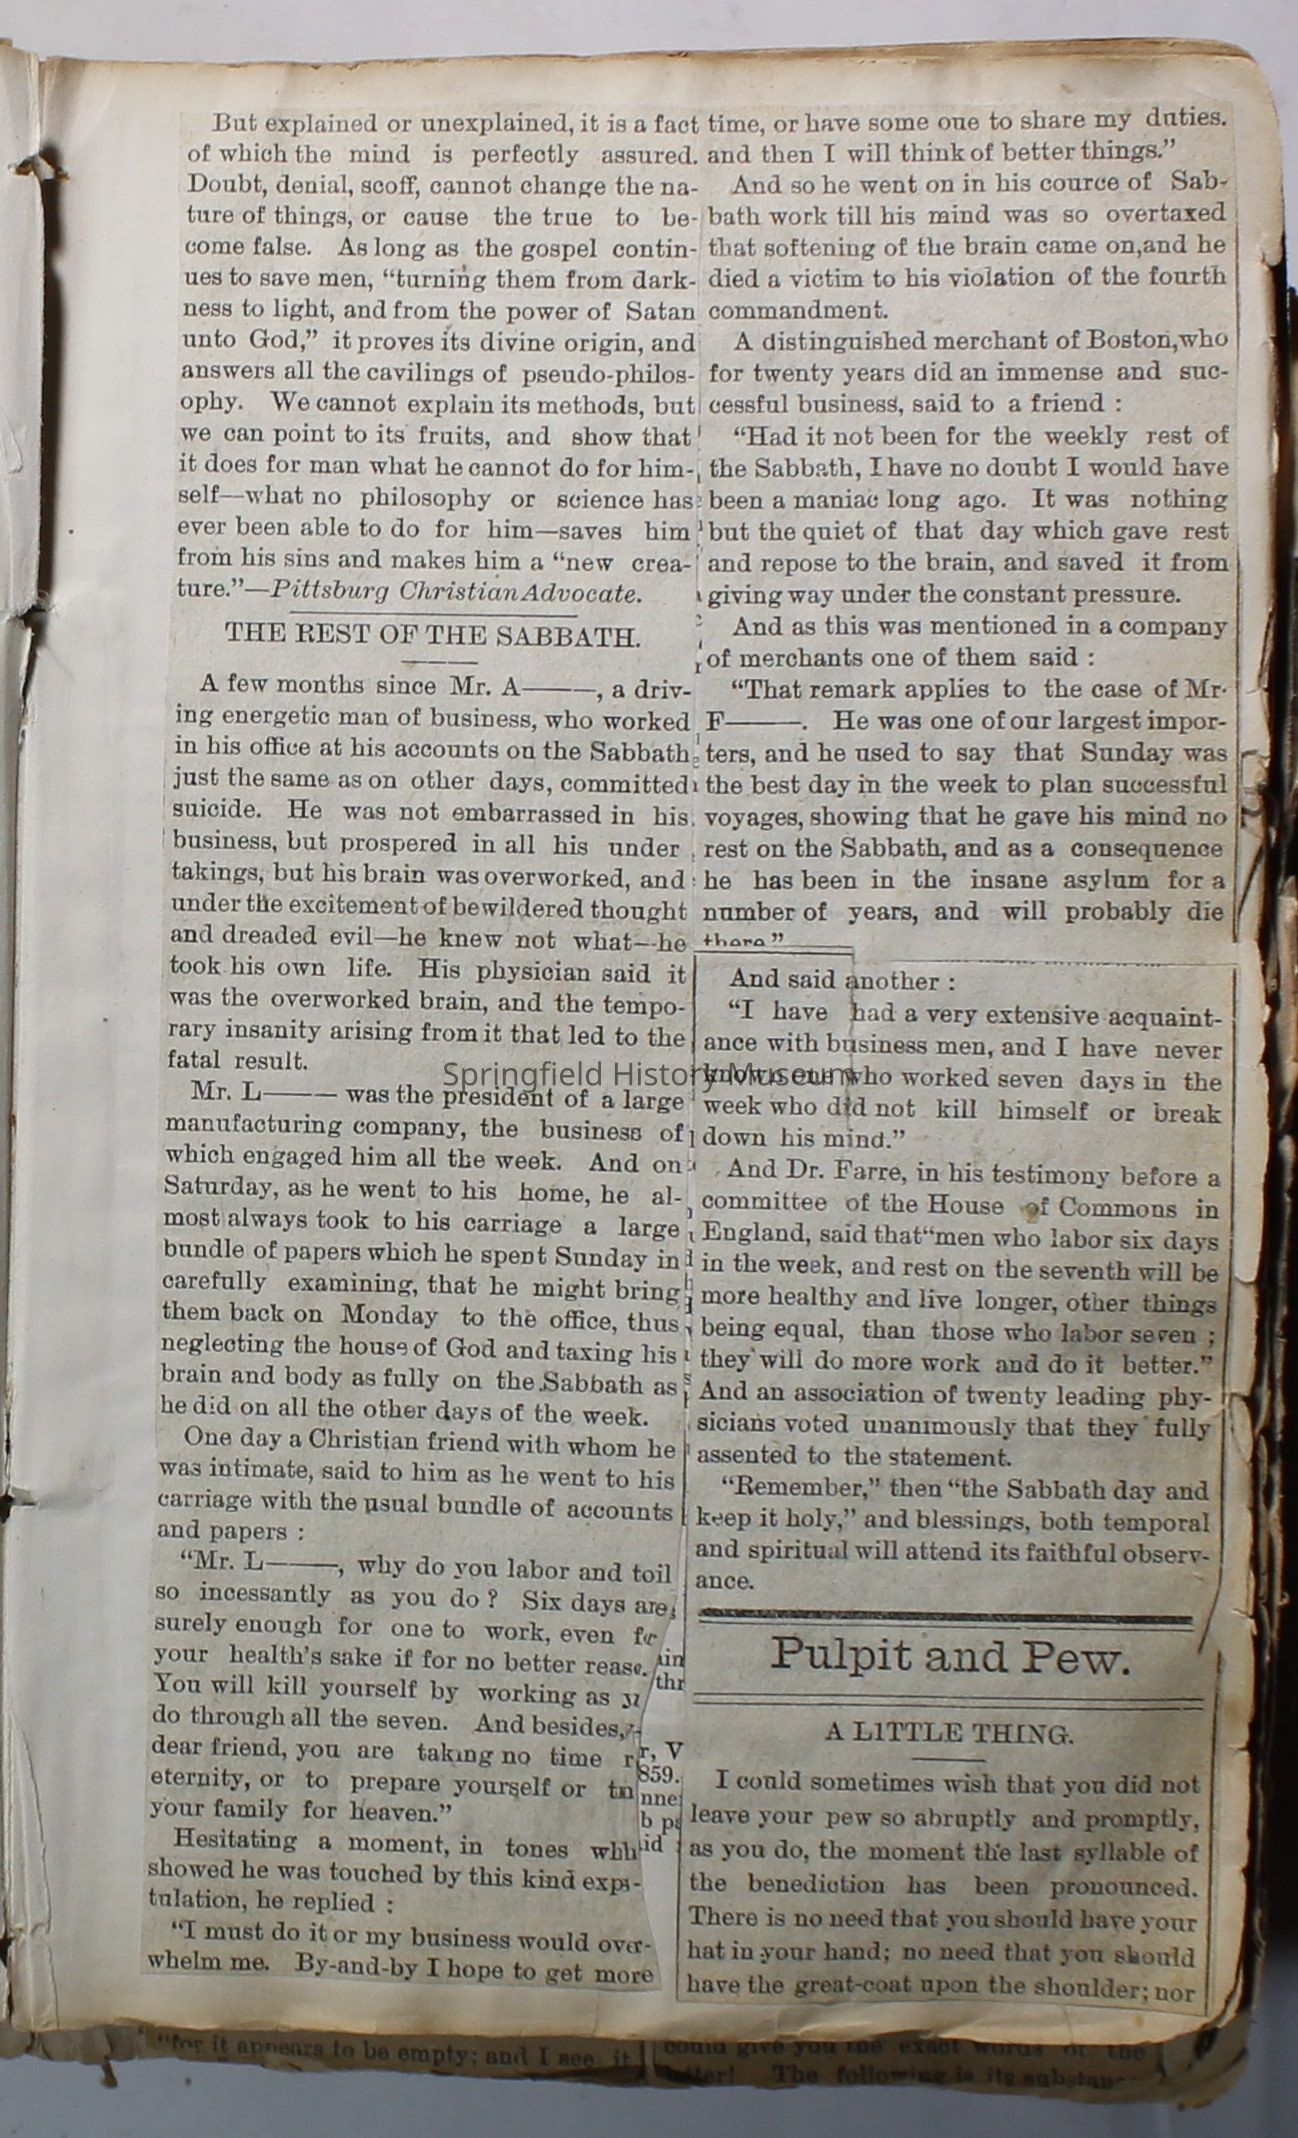 But explained or unexplained, it is a fact
of which the mind is perfectly assured.
Doubt, denial, scoff, cannot change the na-
ture of things, or cause the true to be-
come false. As long as the gospel contin-
ues to save men, “turning them from dark-
ness to light, and from the power of Satan
unto God,” it proves its divine origin, and
answers all the cavilings of pseudo-philos-
ophy. We cannot explain its methods, but
we can point to its fruits, and show that
it does for man what he cannot do for him-
self—what no philosophy or science has
ever been able to do for him—saves him
from his sins and makes him a “new crea-
ture.”—Pittsburg Christian Advocate.
THE REST OF THE SABBATH.
A few months since Mr. A———, a driv-
ing energetic man of business, who worked
in his office at his accounts on the Sabbath
just the same as on other days, committed
suicide. He was not embarrassed in his
business, but prospered in all his under
takings, but his brain was overworked, and
under the excitement of bewildered thought
and dreaded evil—he knew not what—he
took his own life. His physician said it
was the overworked brain, and the tempo-
rary insanity arising from it that led to the
fatal result.
Mr. L——— was the president of a large
manufacturing company, the business of
which engaged him all the week. And on
Saturday, as he went to his home, he al-
most always took to his carriage a large
bundle of papers which he spent Sunday in
carefully examining, that he might bring
them back on Monday to the office, thus
neglecting the house of God and taxing his
brain and body as fully on the Sabbath as
he did on all the other days of the week.
One day a Christian friend with whom he
was intimate, said to him as he went to his
carriage with the usual bundle of accounts
and papers :
“Mr. L———, why do you labor and toil
so incessantly as you do ? Six days are
surely enough for one to work, even
your health's sake if for no better
You will kill yourself by working as
do through all the seven. And besides,
dear friend, you are taking no time
eternity, or to prepare yourself or
your family for heaven.”
Hesitating a moment, in tones
showed he was touched by this kind
tulation, he replied :
“I must do it or my business would over-
whelm me. By-and-by I hope to get more
thr
r, V
859.
nne
b
id
time, or have some one to share my duties.
and then I will think of better things.”
And so he went on in his cource of Sab-
bath work till his mind was so overtaxed
that softening of the brain came on,and he
died a victim to his violation of the fourth
commandment.
A distinguished merchant of Boston,who
for twenty years did an immense and suc-
cessful business, said to a friend :
“Had it not been for the weekly rest of
the Sabbath, I have no doubt I would have
been a maniac long ago. It was nothing
but the quiet of that day which gave rest
and repose to the brain, and saved it from
giving way under the constant pressure.
And as this was mentioned in a company
of merchants one of them said :
“That remark applies to the case of Mr.
F———. He was one of our largest impor-
ters, and he used to say that Sunday was
the best day in the week to plan successful
voyages, showing that he gave his mind no
rest on the Sabbath, and as a consequence
he has been in the insane asylum for a
number of years, and will probably die
there”
And said another :
“I have had a very extensive acquaint-
ance with business men, and I have never
known one who worked seven days in the
week who did not kill himself or break
down his mind.”
And Dr. Farre, in his testimony before a
committee of the House of Commons in
England, said that“men who labor six days
in the week, and rest on the seventh will be
more healthy and live longer, other things
being equal, than those who labor seven ;
they will do more work and do it better.”
And an association of twenty leading phy-
sicians voted unanimously that they fully
assented to the statement.
“Remember,” then “the Sabbath day and
keep it holy,” and blessings, both temporal
and spiritual will attend its faithful observ-
ance.
Pulpit and Pew.
A LITTLE THING.
I could sometimes wish that you did not
leave your pew so abruptly and promptly,
as you do, the moment the last syllable of
the benediction has been pronounced.
There is no need that you should have your
hat in your hand; no need that you should
have the great-coat upon the shoulder; nor
“for it appears to be empty; and I see it
could give you the exact words of the
letter! The following is its substan-
Springfield History Museum